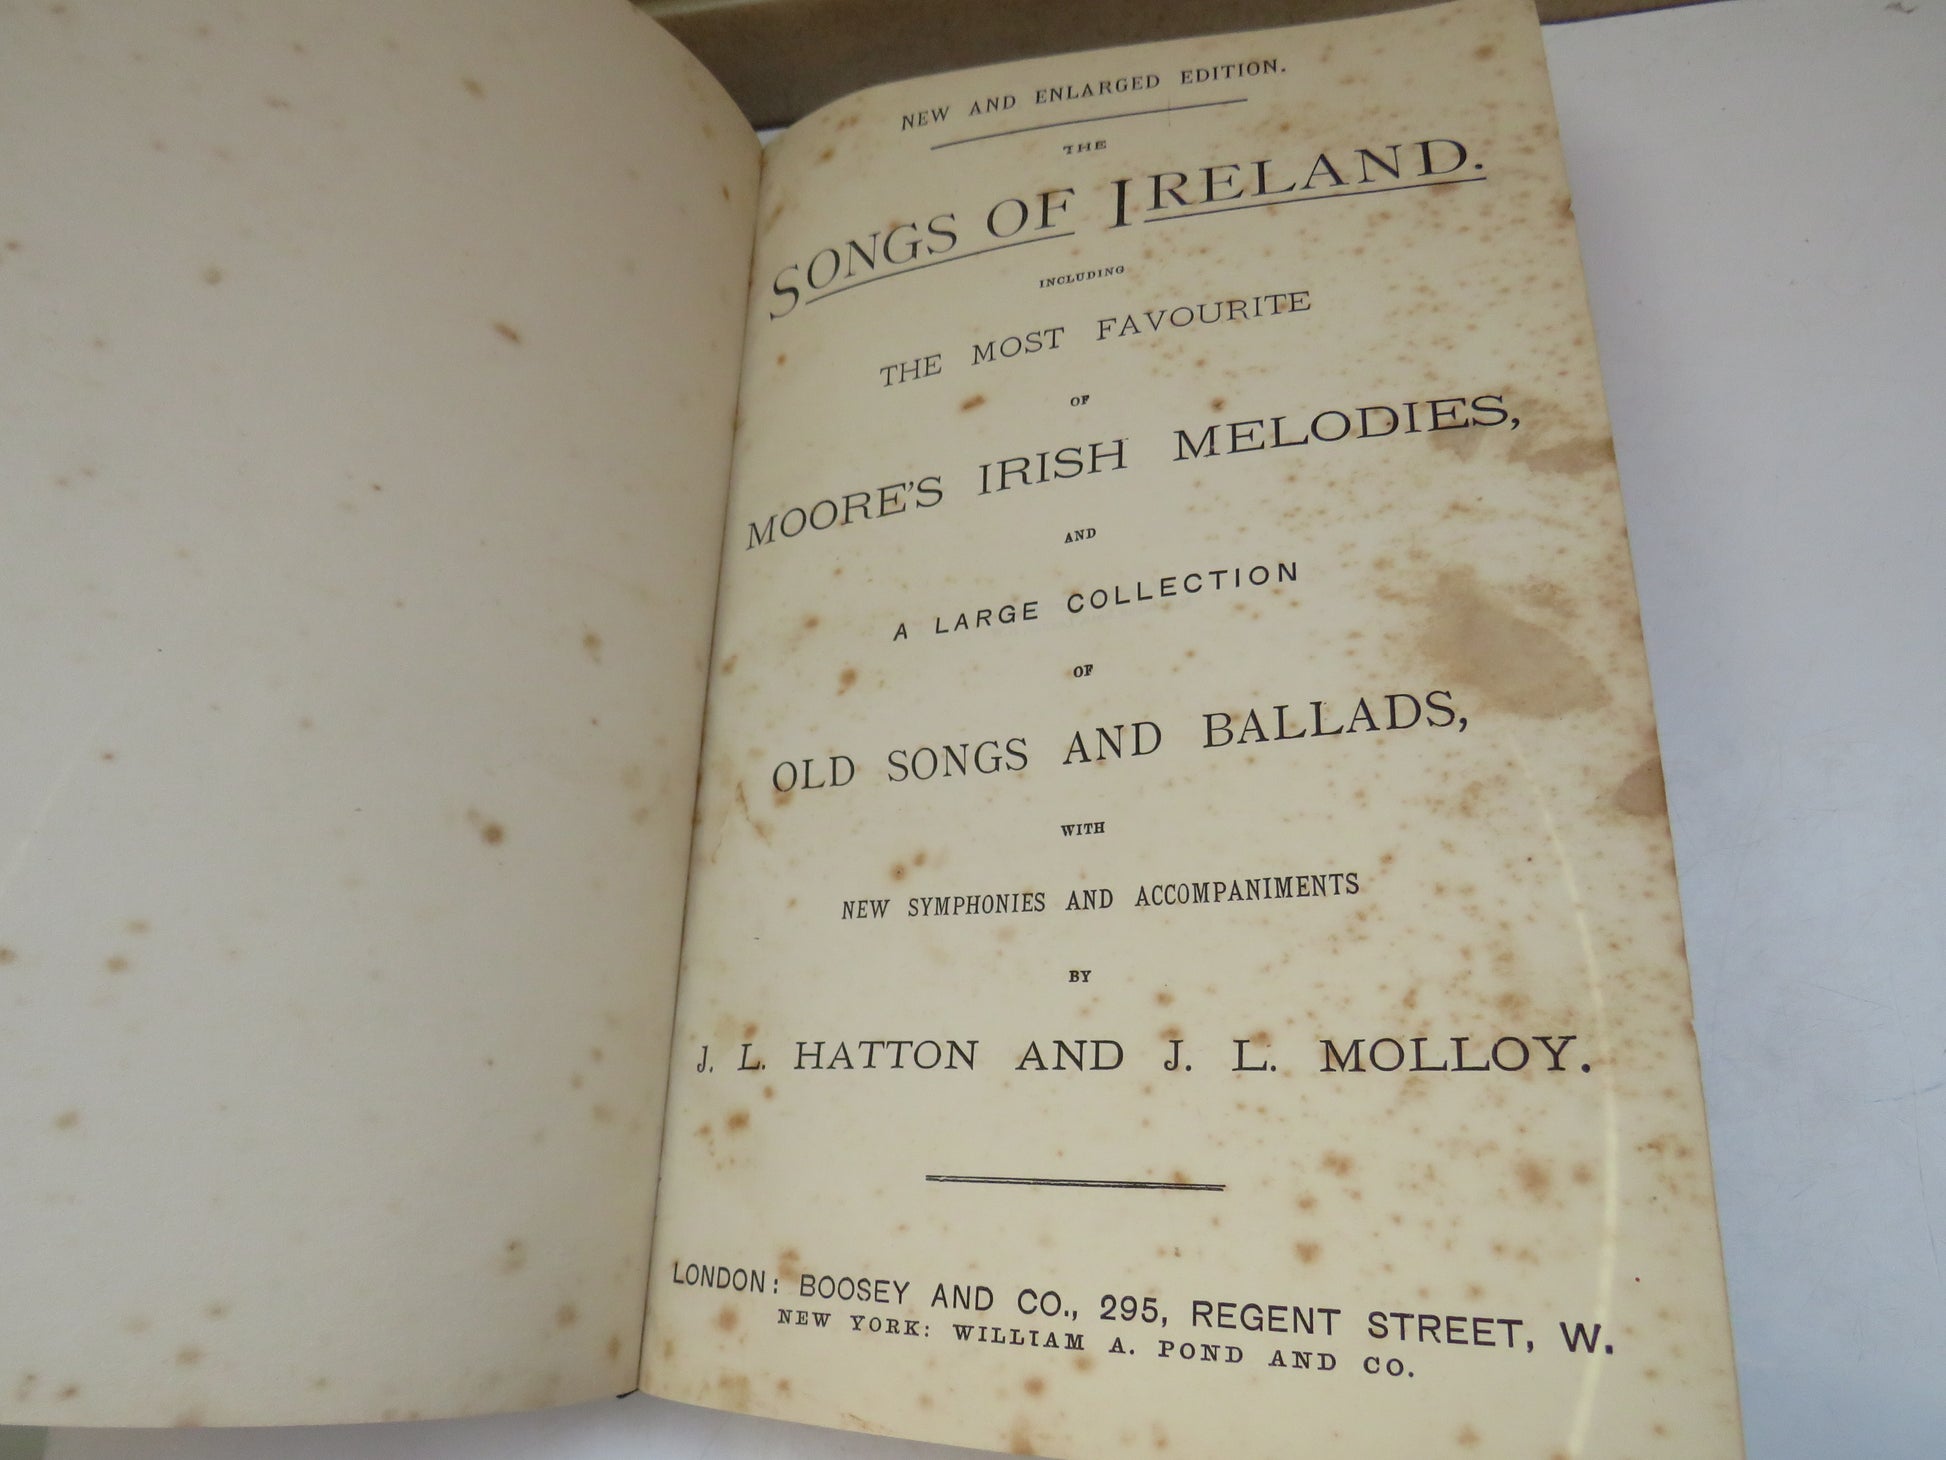 NEW AND ENLARGED EDITION.
THE
SONGS OF IRELAND.
INCLUDING
THE MOST FAVOURITE
OF
MOORE'S IRISH MELODIES,
AND
A LARGE COLLECTION
OF
OLD SONGS AND BALLADS,
WITH
NEW SYMPHONIES AND ACCOMPANIMENTS
BY
J. L. HATTON AND J. L. MOLLOY.
LONDON: BOOSEY AND CO., 295, REGENT STREET, W.
NEW YORK: WILLIAM A. POND AND CO.